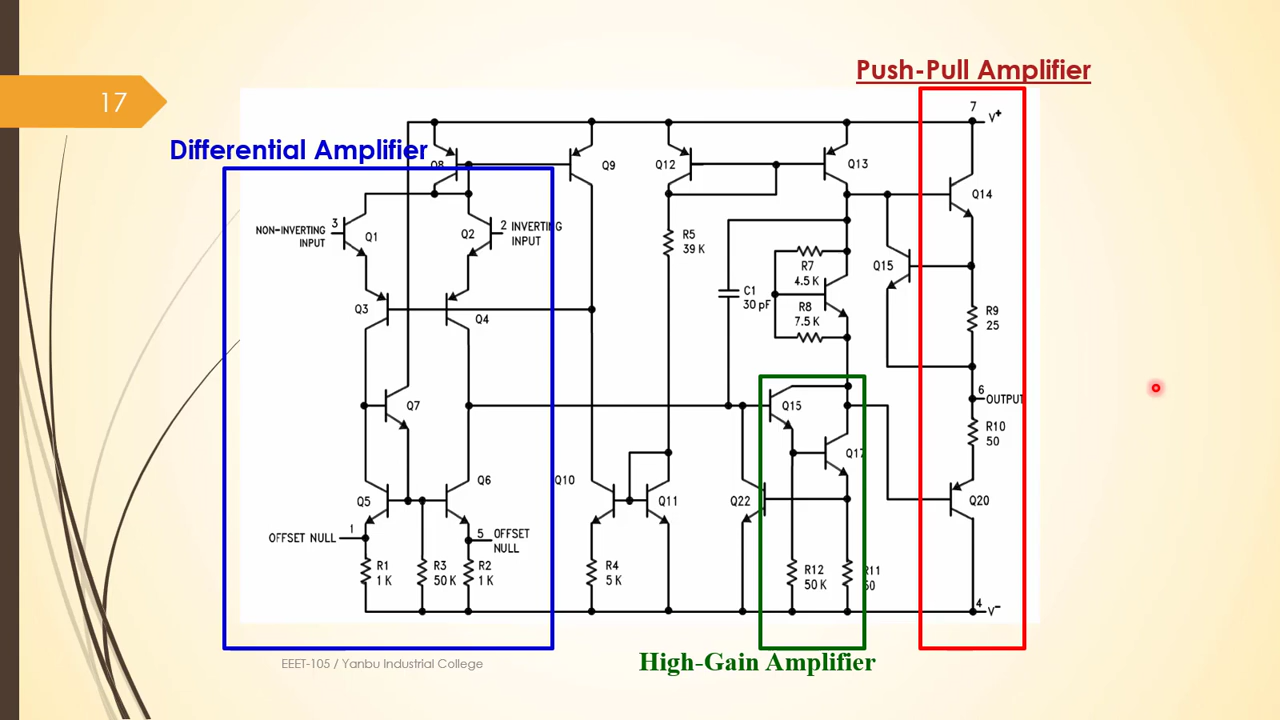 Push-Pull Amplifier
17
7
V+
Differential Amplifier
Q8
Q9
Q12
Q13
Q14
3
NON-INVERTING
INPUT
Q1
Q2
2 INVERTING
INPUT
R5
39 K
Q15
R7
4.5 K
C1
30 pF
R8
7.5 K
Q3
Q4
R9
25
6
OUTPUT
Q7
Q15
R10
50
Q17
Q5
Q6
Q10
Q11
Q22
Q20
OFFSET NULL
1
5
OFFSET
NULL
R1
1 K
R3
50 K
R2
1 K
R4
5 K
R12
50 K
R11
50
4
V-
EEET-105 / Yanbu Industrial College
High-Gain Amplifier